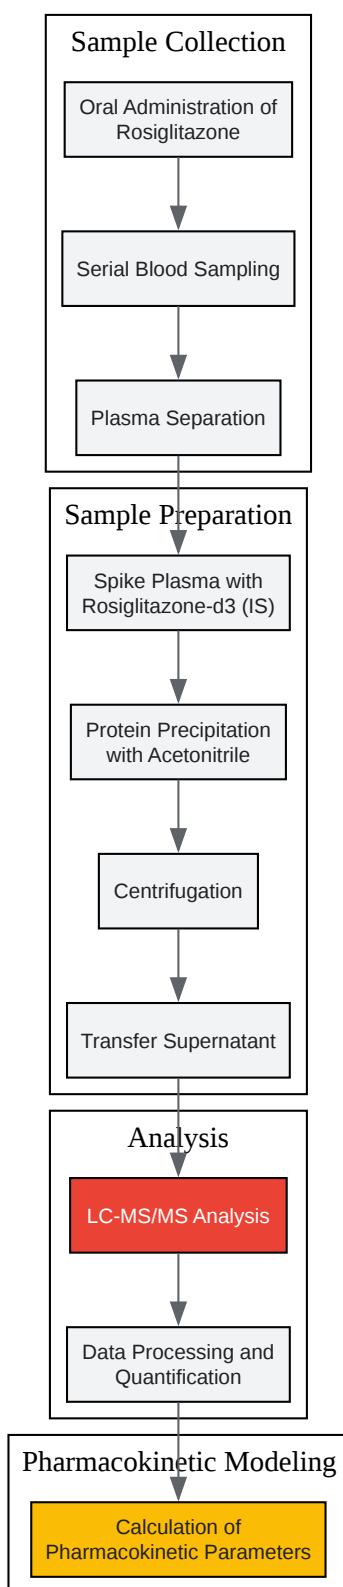 Sample Collection
Oral Administration of
Rosiglitazone
Serial Blood Sampling
Plasma Separation
Sample Preparation
Spike Plasma with
Rosiglitazone-d3 (IS)
Protein Precipitation
with Acetonitrile
Centrifugation
Transfer Supernatant
Analysis
LC-MS/MS Analysis
Data Processing and
Quantification
Pharmacokinetic Modeling
Calculation of
Pharmacokinetic Parameters